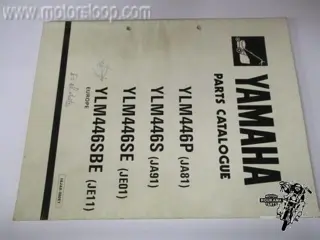 © www.motorsloop.com
YAMAHA
PARTS CATALOGUE
YLM446P (JA81)
YLM446S (JA91)
YLM446SE (JE01)
YLM446SBE (JE11)
EUROPE